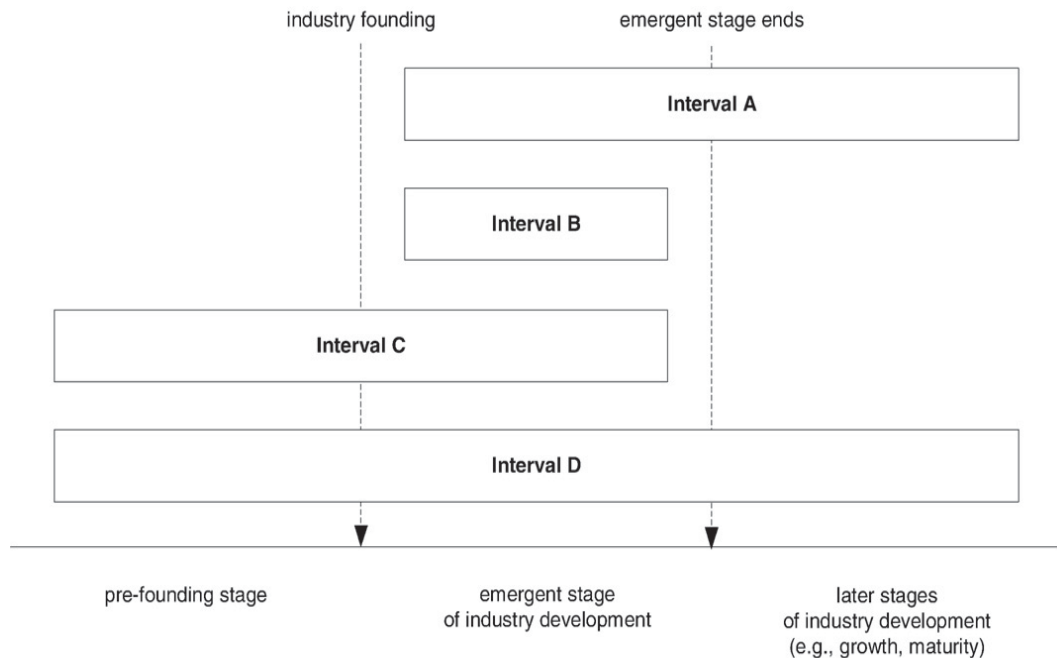 industry founding
emergent stage ends
Interval A
Interval B
Interval C
Interval D
pre-founding stage
emergent stage
of industry development
later stages
of industry development
(e.g., growth, maturity)